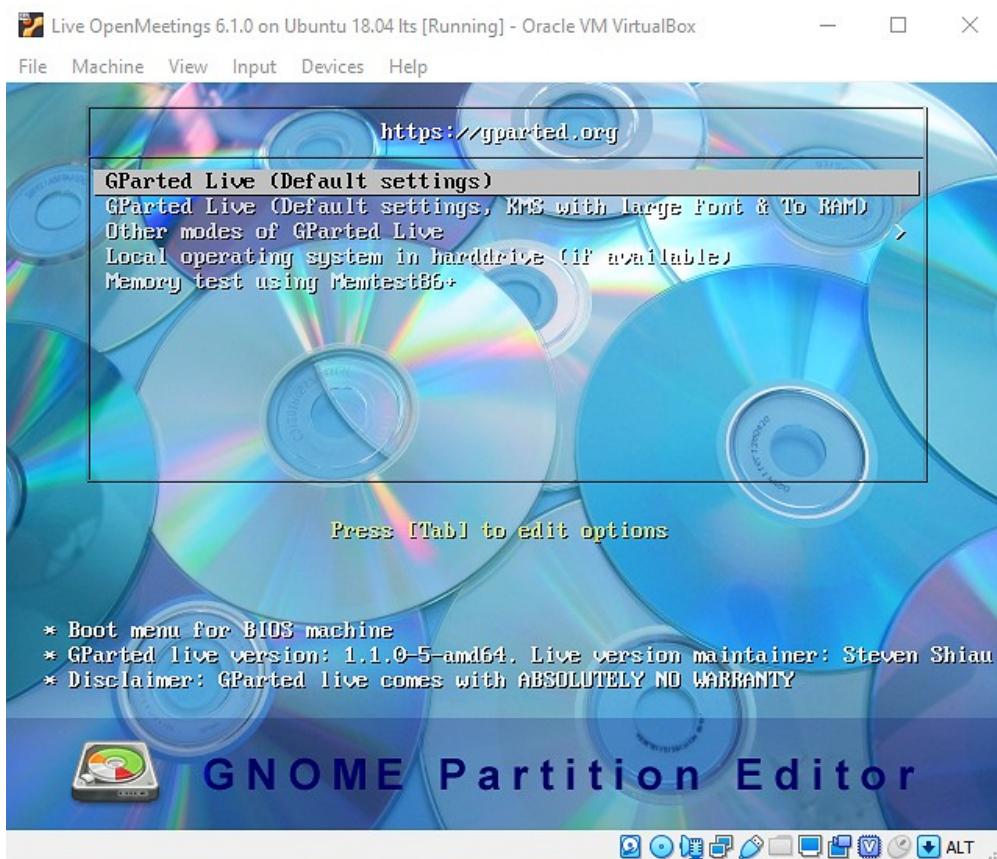 Live OpenMeetings 6.1.0 on Ubuntu 18.04 lts [Running] - Oracle VM VirtualBox
File Machine View Input Devices Help
https://gparted.org
GParted Live (Default settings)
GParted Live (Default settings, KMS with large font & To RAM)
Other modes of GParted Live >
Local operating system in harddrive (if available)
Memory test using Memtest86+
Press [Tab] to edit options
* Boot menu for BIOS machine
* GParted live version: 1.1.0-5-amd64. Live version maintainer: Steven Shiau
* Disclaimer: GParted live comes with ABSOLUTELY NO WARRANTY
GNOME Partition Editor
ALT